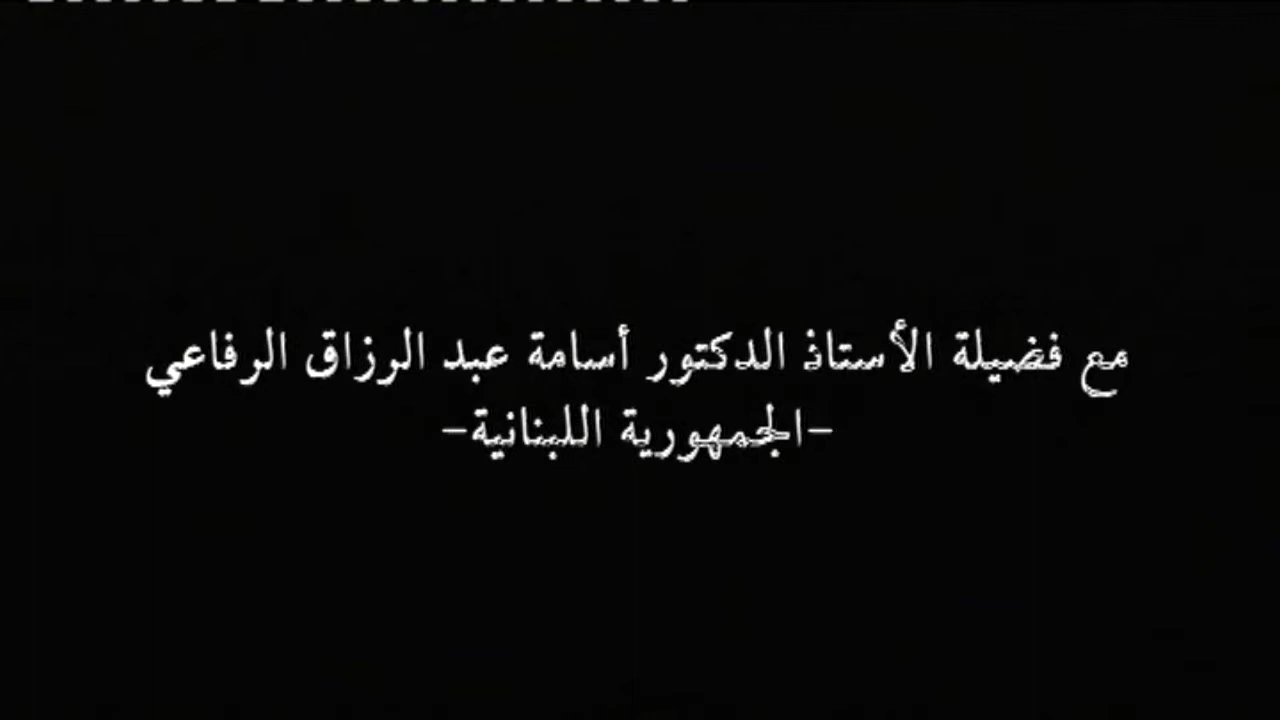 مع فضيلة الأستاذ الدكتور أسامة عبد الرزاق الرفاعي
-الجمهورية اللبنانية-